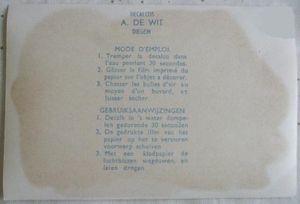 DECALCOS
A. DE WIT
DIEGEM
MODE D'EMPLOI.
1. Tremper la decalco dans
l'eau pendant 30 secondes.
2. Glisser le film imprimé du
papier sur l'objet a décorer.
3. Chasser les bulles d'air au
moyen d'un buvard, et
laisser secher.
GEBRUIKSAANWIJZINGEN
1. in 't water dompe-
len gedurende 30 seconden
2. De gedrukte film van het
papier op het te versieren
voorwerp schuiven
3. Met een kladpapier de
luchtblazen wegduwen, en
laten drogen.